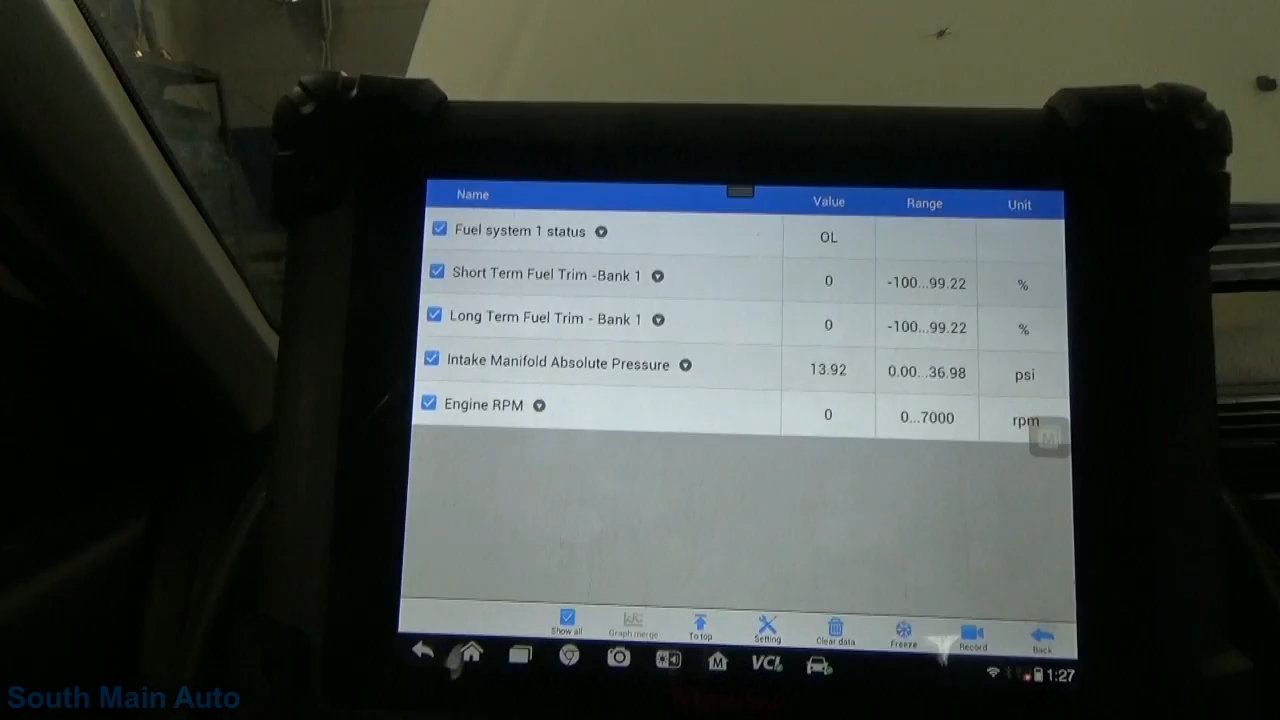 Name Value Range Unit
Fuel system 1 status OL
Short Term Fuel Trim -Bank 1 0 -100...99.22 %
Long Term Fuel Trim - Bank 1 0 -100...99.22 %
Intake Manifold Absolute Pressure 13.92 0.00...36.98 psi
Engine RPM 0 0...7000 rpm
M
Show all Graph merge To top Setting Clear data Freeze Record Back
M VCI
1:27
South Main Auto